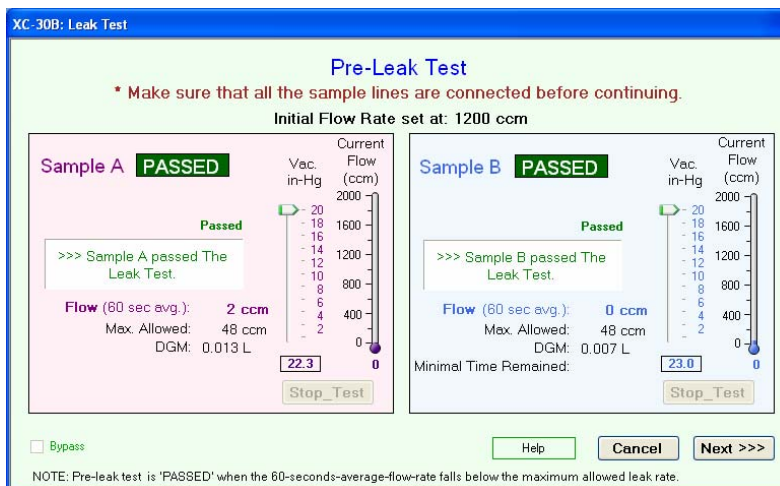 XC-30B: Leak Test
Pre-Leak Test
* Make sure that all the sample lines are connected before continuing.
Initial Flow Rate set at: 1200 ccm
Sample A PASSED
Vac.
in-Hg
Current
Flow
(ccm)
20
18
16
14
12
10
8
6
4
2
2000
1600
1200
800
400
0
Passed
>>> Sample A passed The
Leak Test.
Flow (60 sec avg.): 2 ccm
Max. Allowed: 48 ccm
DGM: 0.013 L
22.3
0
Stop_Test
Sample B PASSED
Vac.
in-Hg
Current
Flow
(ccm)
20
18
16
14
12
10
8
6
4
2
2000
1600
1200
800
400
0
Passed
>>> Sample B passed The
Leak Test.
Flow (60 sec avg.): 0 ccm
Max. Allowed: 48 ccm
DGM: 0.007 L
Minimal Time Remained:
23.0
0
Stop_Test
Bypass
Help
Cancel
Next >>>
NOTE: Pre-leak test is 'PASSED' when the 60-seconds-average-flow-rate falls below the maximum allowed leak rate.